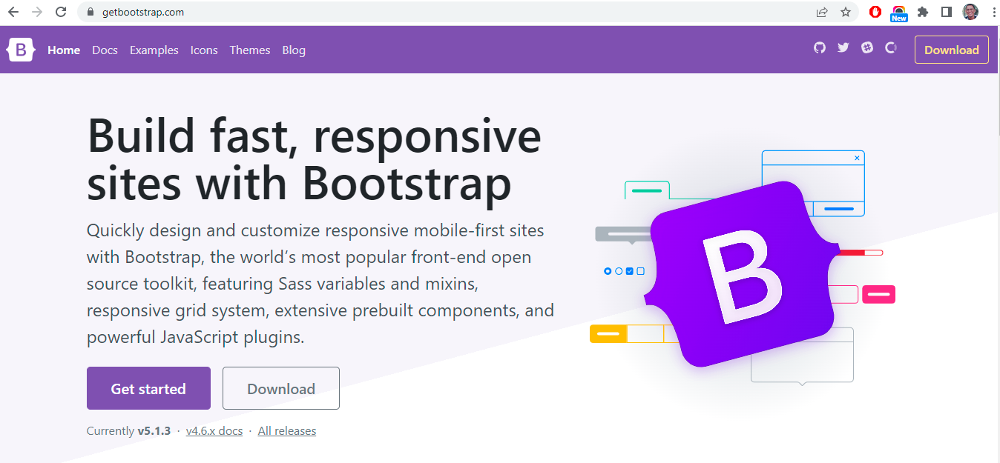 getbootstrap.com
New
B Home Docs Examples Icons Themes Blog Download
Build fast, responsive
sites with Bootstrap
Quickly design and customize responsive mobile-first sites
with Bootstrap, the world’s most popular front-end open
source toolkit, featuring Sass variables and mixins,
responsive grid system, extensive prebuilt components, and
powerful JavaScript plugins.
B
Get started Download
Currently v5.1.3 · v4.6.x docs · All releases